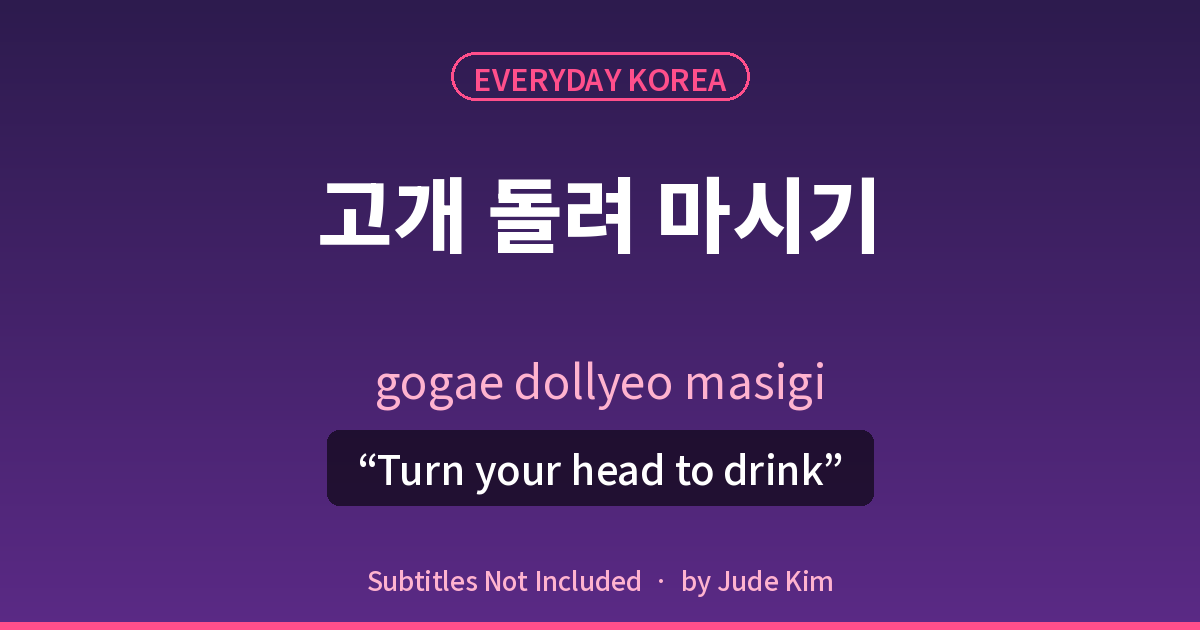 EVERYDAY KOREA
고개 돌려 마시기
gogae dollyeo masigi
“Turn your head to drink”
Subtitles Not Included · by Jude Kim